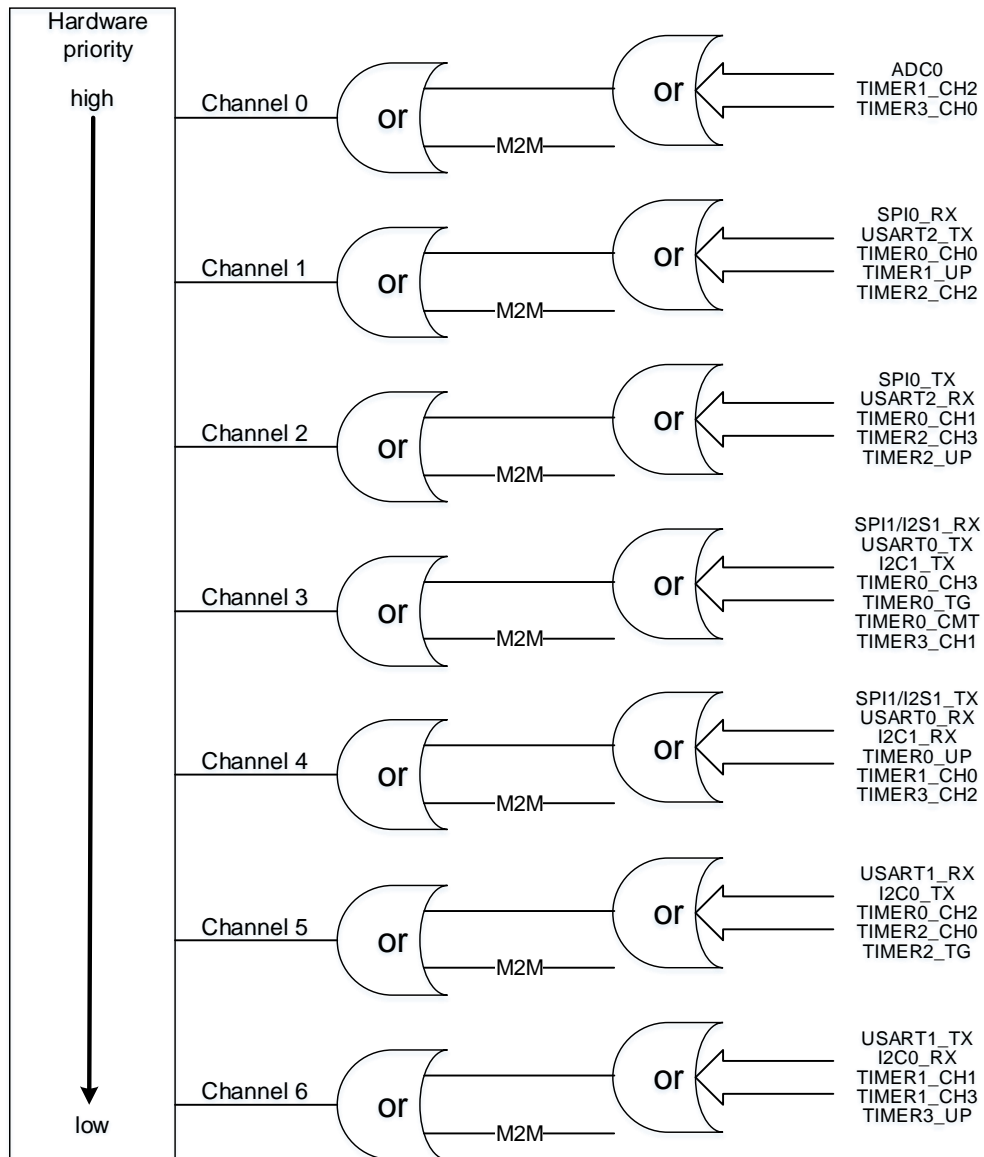 Hardware
priority
high
low
Channel 0
or
M2M
or
ADC0
TIMER1_CH2
TIMER3_CH0
Channel 1
or
M2M
or
SPI0_RX
USART2_TX
TIMER0_CH0
TIMER1_UP
TIMER2_CH2
Channel 2
or
M2M
or
SPI0_TX
USART2_RX
TIMER0_CH1
TIMER2_CH3
TIMER2_UP
Channel 3
or
M2M
or
SPI1/I2S1_RX
USART0_TX
I2C1_TX
TIMER0_CH3
TIMER0_TG
TIMER0_CMT
TIMER3_CH1
Channel 4
or
M2M
or
SPI1/I2S1_TX
USART0_RX
I2C1_RX
TIMER0_UP
TIMER1_CH0
TIMER3_CH2
Channel 5
or
M2M
or
USART1_RX
I2C0_TX
TIMER0_CH2
TIMER2_CH0
TIMER2_TG
Channel 6
or
M2M
or
USART1_TX
I2C0_RX
TIMER1_CH1
TIMER1_CH3
TIMER3_UP